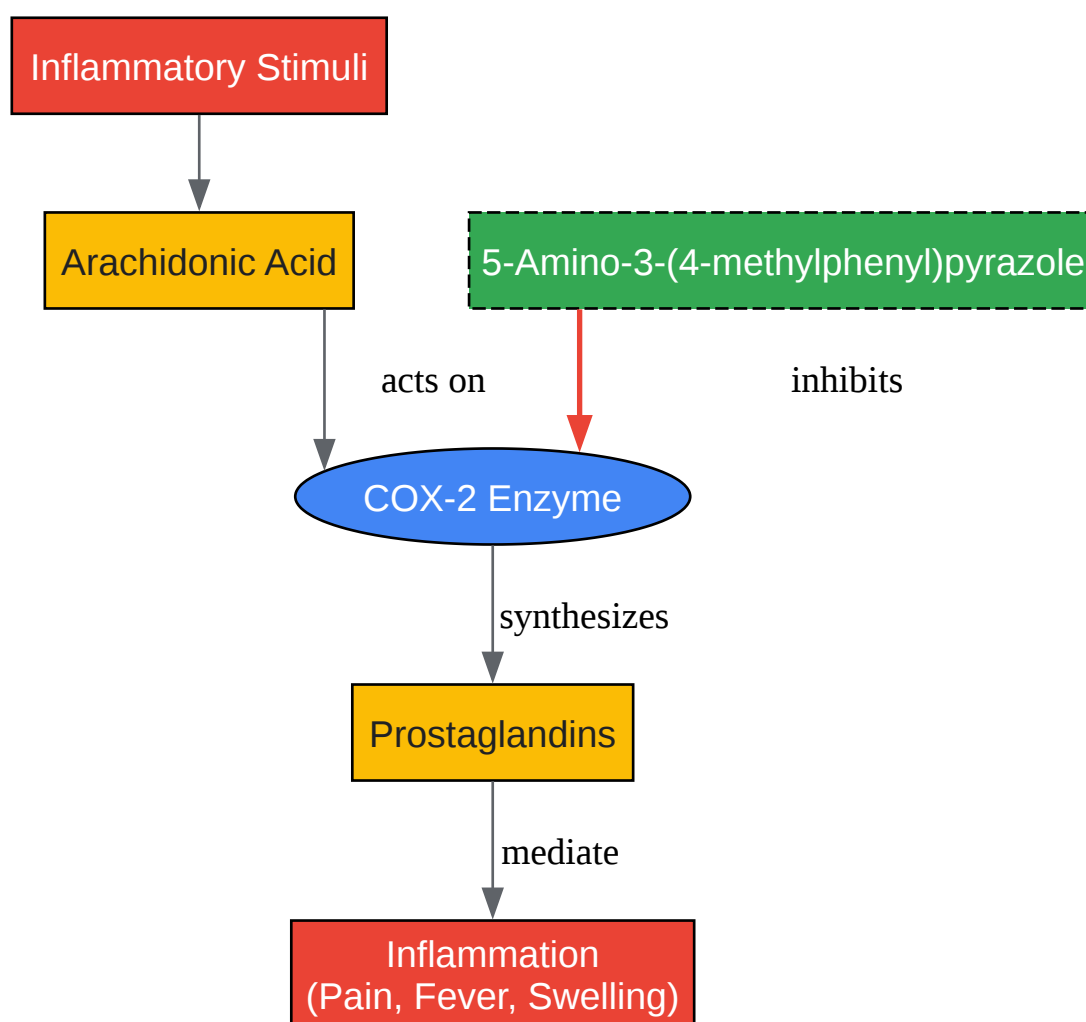 Inflammatory Stimuli
Arachidonic Acid
5-Amino-3-(4-methylphenyl)pyrazole
acts on
inhibits
COX-2 Enzyme
synthesizes
Prostaglandins
mediate
Inflammation
(Pain, Fever, Swelling)